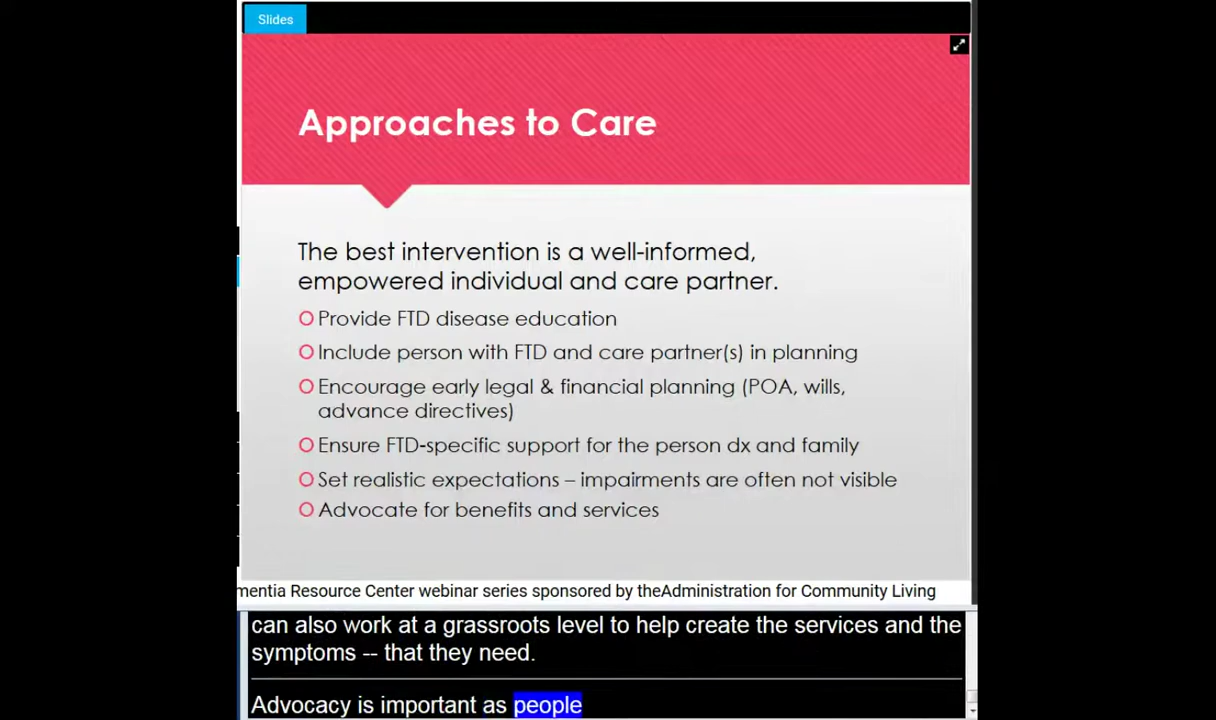 Slides
Approaches to Care
The best intervention is a well-informed,
empowered individual and care partner.
Provide FTD disease education
Include person with FTD and care partner(s) in planning
Encourage early legal & financial planning (POA, wills,
advance directives)
Ensure FTD-specific support for the person dx and family
Set realistic expectations – impairments are often not visible
Advocate for benefits and services
mentia Resource Center webinar series sponsored by theAdministration for Community Living
can also work at a grassroots level to help create the services and the
symptoms -- that they need.
Advocacy is important as people